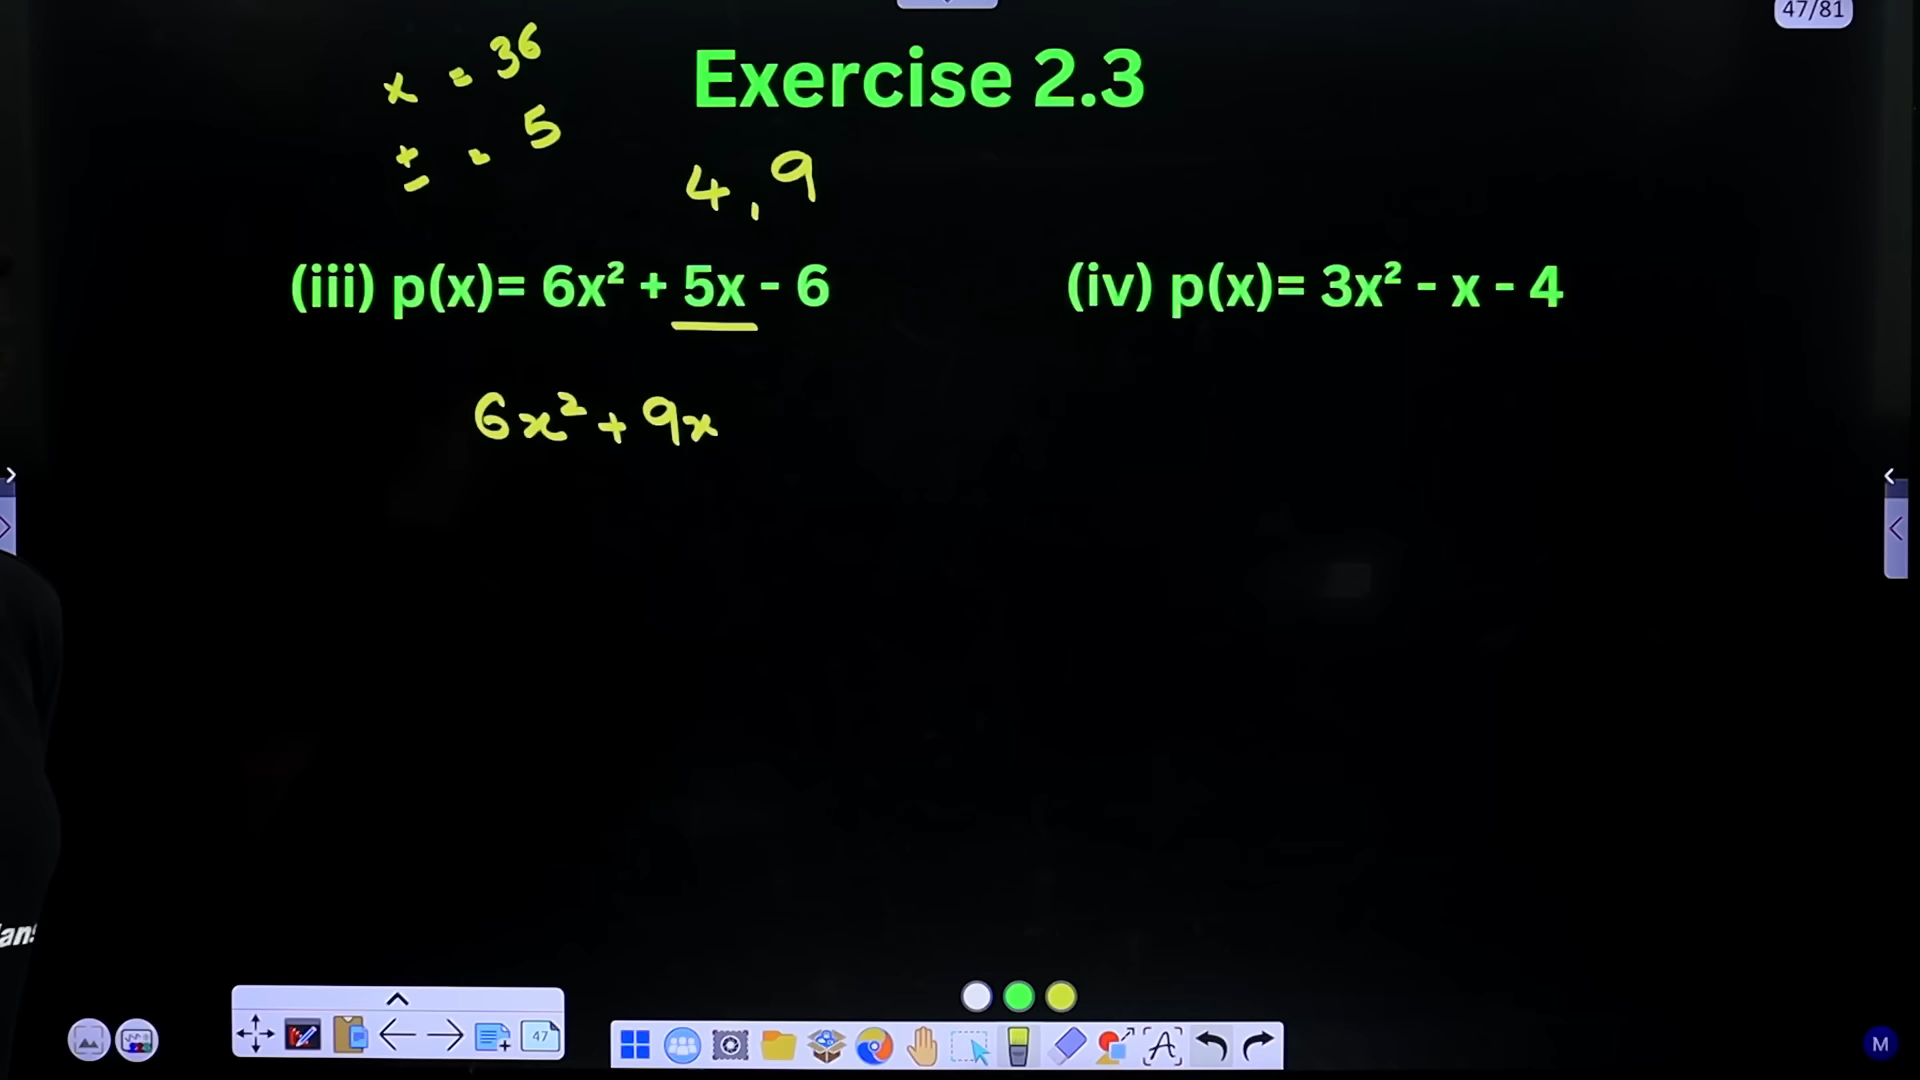 47/81
x = 36
Exercise 2.3
± = 5
4, 9
(iii) p(x)= 6x² + 5x - 6
(iv) p(x)= 3x² - x - 4
6x² + 9x
47
M